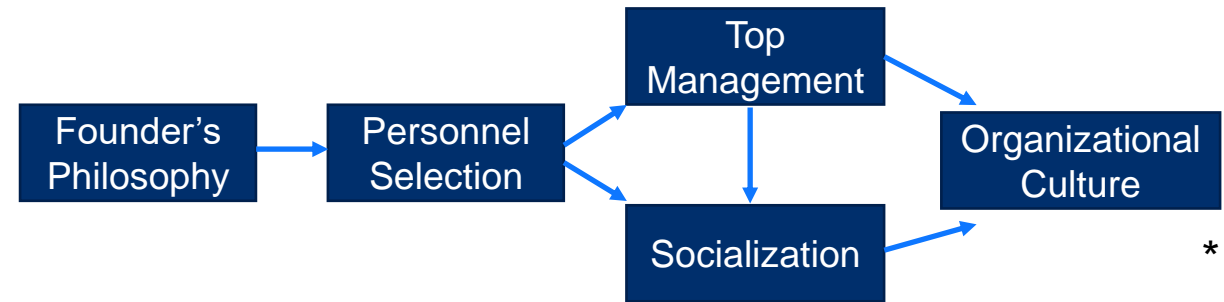 Founder's
Philosophy
Personnel
Selection
Top
Management
Socialization
Organizational
Culture
*